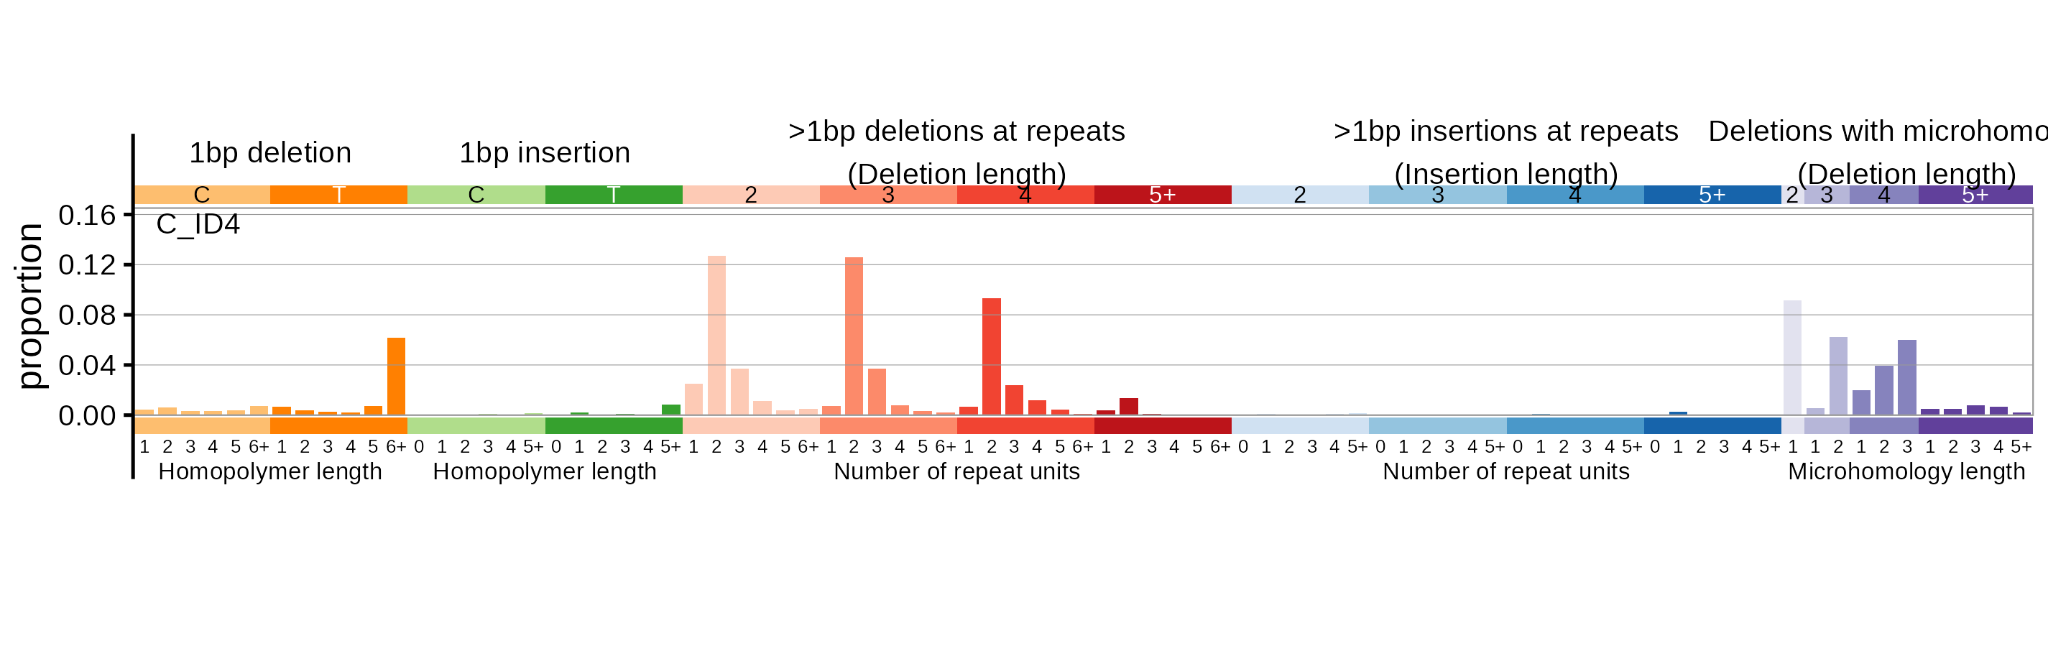 >1bp deletions at repeats >1bp insertions at repeats Deletions with microhomo
1bp deletion 1bp insertion
(Deletion length) (Insertion length) (Deletion length)
C T C T 2 3 4 5+ 2 3 4 5+ 2 3 4 5+
0.16
C_ID4
0.12
0.08
0.04
0.00
proportion
1 2 3 4 5 6+ 1 2 3 4 5 6+ 0 1 2 3 4 5+ 0 1 2 3 4 5+ 1 2 3 4 5 6+ 1 2 3 4 5 6+ 1 2 3 4 5 6+ 1 2 3 4 5 6+ 0 1 2 3 4 5+ 0 1 2 3 4 5+ 0 1 2 3 4 5+ 0 1 2 3 4 5+ 1 1 2 1 2 3 1 2 3 4 5+
Homopolymer length Homopolymer length Number of repeat units Number of repeat units Microhomology length